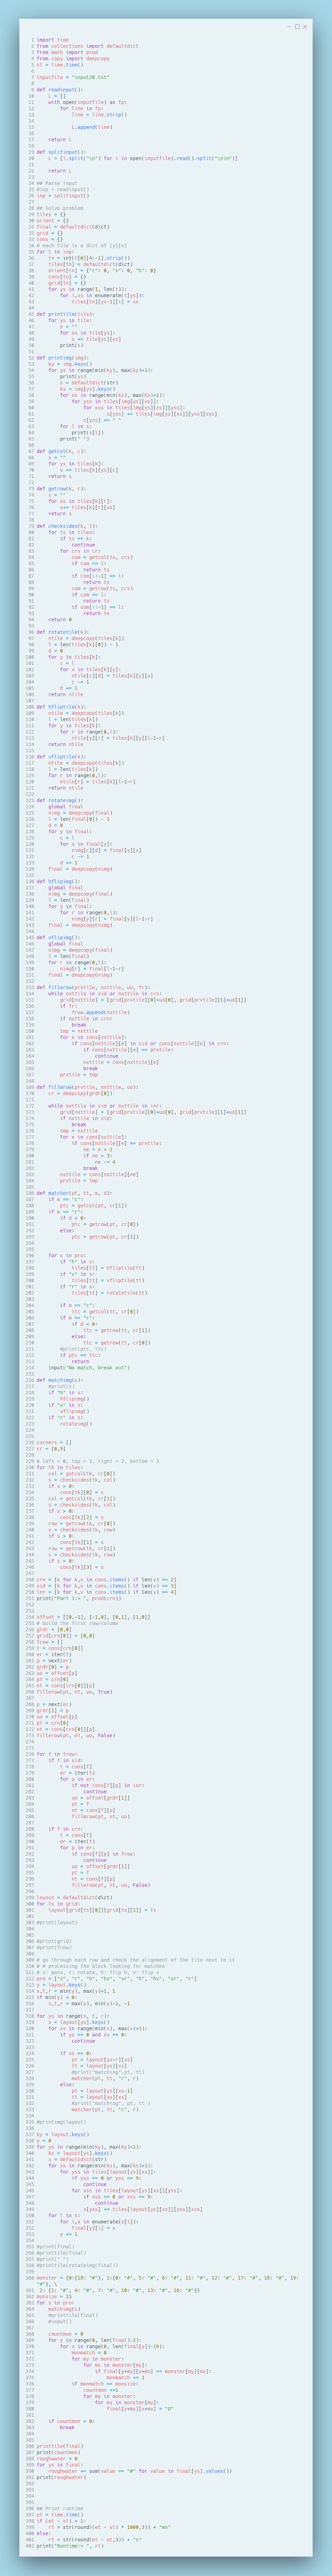 1 import time
2 from collections import defaultdict
3 from math import prod
4 from copy import deepcopy
5 st = time.time()
6
7 inputfile = "input20.txt"
8
9 def readinput():
10 L = []
11 with open(inputfile) as fp:
12 for line in fp:
13 line = line.strip()
14
15 L.append(line)
16
17 return L
18
19 def splitinput():
20 L = [i.split("\n") for i in open(inputfile).read().split("\n\n")]
21
22 return L
23
24 ## Parse input
25 #inp = readinput()
26 inp = splitinput()
27
28 ## Solve problem
29 tiles = {}
30 orient = {}
31 final = defaultdict(dict)
32 grid = {}
33 cons = {}
34 # each tile is a dict of [y][x]
35 for t in inp:
36 tn = int(t[0][4:-1].strip())
37 tiles[tn] = defaultdict(dict)
38 orient[tn] = {"r": 0, "v": 0, "h": 0}
39 cons[tn] = {}
40 grid[tn] = {}
41 for ys in range(1, len(t)):
42 for i,xs in enumerate(t[ys]):
43 tiles[tn][ys-1][i] = xs
44
45 def printtile(tile):
46 for ys in tile:
47 s = ""
48 for xs in tile[ys]:
49 s += tile[ys][xs]
50 print(s)
51
52 def printimg(img):
53 ky = img.keys()
54 for ys in range(min(ky), max(ky)+1):
55 print(ys)
56 s = defaultdict(str)
57 ks = img[ys].keys()
58 for xs in range(min(ks), max(ks)+1):
59 for yss in tiles[img[ys][xs]]:
60 for xss in tiles[img[ys][xs]][yss]:
61 s[yss] += tiles[img[ys][xs]][yss][xss]
62 s[yss] += " "
63 for l in s:
64 print(s[l])
65 print(" ")
66
67 def getcol(k, c):
68 s = ""
69 for ys in tiles[k]:
70 s += tiles[k][ys][c]
71 return s
72
73 def getrow(k, r):
74 s = ""
75 for xs in tiles[k][r]:
76 s+= tiles[k][r][xs]
77 return s
78
79 def checksides(k, l):
80 for ts in tiles:
81 if ts == k:
82 continue
83 for crs in cr:
84 com = getcol(ts, crs)
85 if com == l:
86 return ts
87 if com[::-1] == l:
88 return ts
89 com = getrow(ts, crs)
90 if com == l:
91 return ts
92 if com[::-1] == l:
93 return ts
94 return 0
95
96 def rotatetile(k):
97 ntile = deepcopy(tiles[k])
98 l = len(tiles[k][0]) - 1
99 d = 0
100 for y in tiles[k]:
101 c = l
102 for x in tiles[k][y]:
103 ntile[c][d] = tiles[k][y][x]
104 c -= 1
105 d += 1
106 return ntile
107
108 def hfliptile(k):
109 ntile = deepcopy(tiles[k])
110 l = len(tiles[k])
111 for y in tiles[k]:
112 for r in range(0,l):
113 ntile[y][r] = tiles[k][y][l-1-r]
114 return ntile
115
116 def vfliptile(k):
117 ntile = deepcopy(tiles[k])
118 l = len(tiles[k])
119 for r in range(0,l):
120 ntile[r] = tiles[k][l-1-r]
121 return ntile
122
123 def rotateimg():
124 global final
125 nimg = deepcopy(final)
126 l = len(final[0]) - 1
127 d = 0
128 for y in final:
129 c = l
130 for x in final[y]:
131 nimg[c][d] = final[y][x]
132 c -= 1
133 d += 1
134 final = deepcopy(nimg)
135
136 def hflipimg():
137 global final
138 nimg = deepcopy(final)
139 l = len(final)
140 for y in final:
141 for r in range(0,l):
142 nimg[y][r] = final[y][l-1-r]
143 final = deepcopy(nimg)
144
145 def vflipimg():
146 global final
147 nimg = deepcopy(final)
148 l = len(final)
149 for r in range(0,l):
150 nimg[r] = final[l-1-r]
151 final = deepcopy(nimg)
152
153 def fillrow(prvtile, nxttile, uo, fr):
154 while nxttile in sid or nxttile in crn:
155 grid[nxttile] = [grid[prvtile][0]+uo[0], grid[prvtile][1]+uo[1]]
156 if fr:
157 frow.append(nxttile)
158 if nxttile in crn:
159 break
160 tmp = nxttile
161 for e in cons[nxttile]:
162 if cons[nxttile][e] in sid or cons[nxttile][e] in crn:
163 if cons[nxttile][e] == prvtile:
164 continue
165 nxttile = cons[nxttile][e]
166 break
167 prvtile = tmp
168
169 def fillerow(prvtile, nxttile, uo):
170 cr = deepcopy(grdr[0])
171
172 while nxttile in sid or nxttile in inr:
173 grid[nxttile] = [grid[prvtile][0]+uo[0], grid[prvtile][1]+uo[1]]
174 if nxttile in sid:
175 break
176 tmp = nxttile
177 for e in cons[nxttile]:
178 if cons[nxttile][e] == prvtile:
179 ne = e + 2
180 if ne > 3:
181 ne -= 4
182 break
183 nxttile = cons[nxttile][ne]
184 prvtile = tmp
185
186 def matcher(pt, tt, m, d):
187 if m == "c":
188 ptc = getcol(pt, cr[1])
189 if m == "r":
190 if d < 0:
191 ptc = getrow(pt, cr[0])
192 else:
193 ptc = getrow(pt, cr[1])
194
195
196 for s in pro:
197 if "h" in s:
198 tiles[tt] = hfliptile(tt)
199 if "v" in s:
200 tiles[tt] = vfliptile(tt)
201 if "r" in s:
202 tiles[tt] = rotatetile(tt)
203
204 if m == "c":
205 ttc = getcol(tt, cr[0])
206 if m == "r":
207 if d < 0:
208 ttc = getrow(tt, cr[1])
209 else:
210 ttc = getrow(tt, cr[0])
211 #print(ptc, ttc)
212 if ptc == ttc:
213 return
214 input("No match, break out")
215
216 def matchimg(s):
217 #print(s)
218 if "h" in s:
219 hflipimg()
220 if "v" in s:
221 vflipimg()
222 if "r" in s:
223 rotateimg()
224
225
226 corners = []
227 cr = [0,9]
228
229 # left = 0, top = 1, right = 2, bottom = 3
230 for tk in tiles:
231 col = getcol(tk, cr[0])
232 s = checksides(tk, col)
233 if s > 0:
234 cons[tk][0] = s
235 col = getcol(tk, cr[1])
236 s = checksides(tk, col)
237 if s > 0:
238 cons[tk][2] = s
239 row = getrow(tk, cr[0])
240 s = checksides(tk, row)
241 if s > 0:
242 cons[tk][1] = s
243 row = getrow(tk, cr[1])
244 s = checksides(tk, row)
245 if s > 0:
246 cons[tk][3] = s
247
248 crn = [k for k,v in cons.items() if len(v) == 2]
249 sid = [k for k,v in cons.items() if len(v) == 3]
250 inr = [k for k,v in cons.items() if len(v) == 4]
251 print("Part 1:> ", prod(crn))
252
253
254 offset = [[0,-1], [-1,0], [0,1], [1,0]]
255 # build the first row/column
256 grdr = [0,0]
257 grid[crn[0]] = [0,0]
258 frow = []
259 t = cons[crn[0]]
260 er = iter(t)
261 p = next(er)
262 grdr[0] = p
263 uo = offset[p]
264 pt = crn[0]
265 nt = cons[crn[0]][p]
266 fillrow(pt, nt, uo, True)
267
268 p = next(er)
269 grdr[1] = p
270 uo = offset[p]
271 pt = crn[0]
272 nt = cons[crn[0]][p]
273 fillrow(pt, nt, uo, False)
274
275
276 for f in frow:
277 if f in sid:
278 t = cons[f]
279 er = iter(t)
280 for p in er:
281 if not cons[f][p] in inr:
282 continue
283 uo = offset[grdr[1]]
284 pt = f
285 nt = cons[f][p]
286 fillerow(pt, nt, uo)
287
288 if f in crn:
289 t = cons[f]
290 er = iter(t)
291 for p in er:
292 if cons[f][p] in frow:
293 continue
294 uo = offset[grdr[1]]
295 pt = f
296 nt = cons[f][p]
297 fillrow(pt, nt, uo, False)
298
299 layout = defaultdict(dict)
300 for ts in grid:
301 layout[grid[ts][0]][grid[ts][1]] = ts
302
303 #print(layout)
304
305
306 #print(grid)
307 #print(frow)
308
309 # go through each row and check the alignment of the tile next to it
310 # # processing the block looking for matches
311 # z: pass, r: rotate, h: flip h, v: flip v
312 pro = ["z", "r", "h", "hv", "vr", "h", "hv", "vr", "r"]
313 y = layout.keys()
314 s,t,r = min(y), max(y)+1, 1
315 if min(y) < 0:
316 s,t,r = max(y), min(y)-1, -1
317
318 for ys in range(s, t, r):
319 x = layout[ys].keys()
320 for xs in range(min(x), max(x)+1):
321 if ys == 0 and xs == 0:
322 continue
323
324 if xs == 0:
325 pt = layout[ys-r][xs]
326 tt = layout[ys][xs]
327 #print("matching",pt, tt)
328 matcher(pt, tt, "r", r)
329 else:
330 pt = layout[ys][xs-1]
331 tt = layout[ys][xs]
332 #print("matching", pt, tt )
333 matcher(pt, tt, "c", r)
334
335 #printimg(layout)
336
337 ky = layout.keys()
338 y = 0
339 for ys in range(min(ky), max(ky)+1):
340 ks = layout[ys].keys()
341 s = defaultdict(str)
342 for xs in range(min(ks), max(ks)+1):
343 for yss in tiles[layout[ys][xs]]:
344 if yss == 0 or yss == 9:
345 continue
346 for xss in tiles[layout[ys][xs]][yss]:
347 if xss == 0 or xss == 9:
348 continue
349 s[yss] += tiles[layout[ys][xs]][yss][xss]
350 for l in s:
351 for i,x in enumerate(s[l]):
352 final[y][i] = x
353 y += 1
354
355 #print(final)
356 #printtile(final)
357 #print(" ")
358 #printtile(rotateimg(final))
359
360 monster = {0:{18: "#"}, 1:{0: "#", 5: "#", 6: "#", 11: "#", 12: "#", 17: "#", 18: "#", 19: "#"}, \
361 2: {1: "#", 4: "#", 7: "#", 10: "#", 13: "#", 16: "#"}}
362 monsize = 15
363 for s in pro:
364 matchimg(s)
365 #printtile(final)
366 #input()
367
368 countmon = 0
369 for y in range(0, len(final)-2):
370 for x in range(0, len(final[y])-19):
371 monmatch = 0
372 for my in monster:
373 for mx in monster[my]:
374 if final[y+my][x+mx] == monster[my][mx]:
375 monmatch += 1
376 if monmatch == monsize:
377 countmon +=1
378 for my in monster:
379 for mx in monster[my]:
380 final[y+my][x+mx] = "O"
381
382 if countmon > 0:
383 break
384
385
386 printtile(final)
387 print(countmon)
388 roughwater = 0
389 for ys in final:
390 roughwater += sum(value == "#" for value in final[ys].values())
391 print(roughwater)
392
393
394
395
396 ## Print runtime
397 et = time.time()
398 if (et - st) < 1:
399 rt = str(round((et - st) * 1000,3)) + "ms"
400 else:
401 rt = str(round(et - st,3)) + "s"
402 print("Runtime:> ", rt)